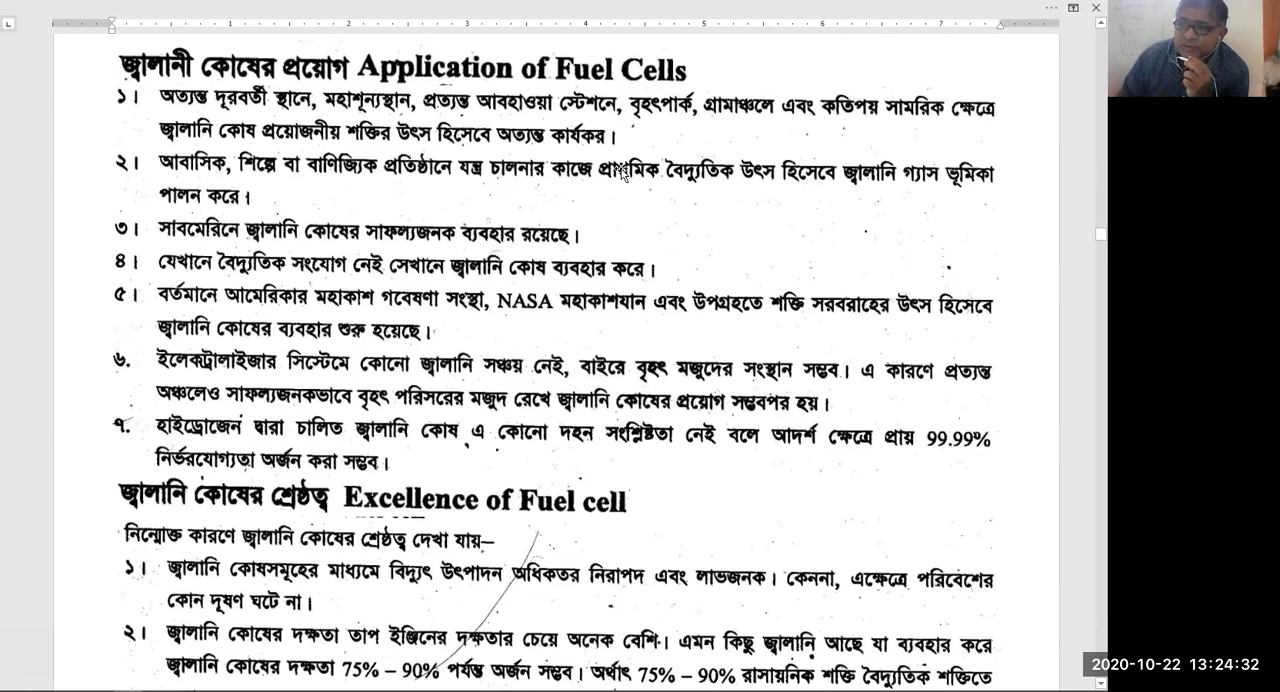 1 2 3 4 5 6 7
জ্বালানী কোষের প্রয়োগ Application of Fuel Cells
১। অত্যন্ত দূরবর্তী স্থানে, মহাশূন্যস্থান, প্রত্যন্ত আবহাওয়া স্টেশনে, বৃহৎপার্ক, গ্রামাঞ্চলে এবং কতিপয় সামরিক ক্ষেত্রে
জ্বালানি কোষ প্রয়োজনীয় শক্তির উৎস হিসেবে অত্যন্ত কার্যকর।
২। আবাসিক, শিল্পে বা বাণিজ্যিক প্রতিষ্ঠানে যন্ত্র চালনার কাজে প্রাথমিক বৈদ্যুতিক উৎস হিসেবে জ্বালানি গ্যাস ভূমিকা
পালন করে।
৩। সাবমেরিনে জ্বালানি কোষের সাফল্যজনক ব্যবহার রয়েছে।
৪। যেখানে বৈদ্যুতিক সংযোগ নেই সেখানে জ্বালানি কোষ ব্যবহার করে।
৫। বর্তমানে আমেরিকার মহাকাশ গবেষণা সংস্থা, NASA মহাকাশযান এবং উপগ্রহতে শক্তি সরবরাহের উৎস হিসেবে
জ্বালানি কোষের ব্যবহার শুরু হয়েছে।
৬. ইলেকট্রোলাইজার সিস্টেমে কোনো জ্বালানি সঞ্চয় নেই, বাইরে বৃহৎ মজুদের সংস্থান সম্ভব। এ কারণে প্রত্যন্ত
অঞ্চলেও সাফল্যজনকভাবে বৃহৎ পরিসরের মজুদ রেখে জ্বালানি কোষের প্রয়োগ সম্ভবপর হয়।
৭. হাইড্রোজেন দ্বারা চালিত জ্বালানি কোষ এ কোনো দহন সংশ্লিষ্টতা নেই বলে আদর্শ ক্ষেত্রে প্রায় 99.99%
নির্ভরযোগ্যতা অর্জন করা সম্ভব।
জ্বালানি কোষের শ্রেষ্ঠত্ব Excellence of Fuel cell
নিম্নোক্ত কারণে জ্বালানি কোষের শ্রেষ্ঠত্ব দেখা যায়–
১। জ্বালানি কোষসমূহের মাধ্যমে বিদ্যুৎ উৎপাদন অধিকতর নিরাপদ এবং লাভজনক। কেননা, এক্ষেত্রে পরিবেশের
কোন দূষণ ঘটে না।
২। জ্বালানি কোষের দক্ষতা তাপ ইঞ্জিনের দক্ষতার চেয়ে অনেক বেশি। এমন কিছু জ্বালানি আছে যা ব্যবহার করে
জ্বালানি কোষের দক্ষতা 75% – 90% পর্যন্ত অর্জন সম্ভব। অর্থাৎ 75% – 90% রাসায়নিক শক্তি বৈদ্যুতিক শক্তিতে
2020-10-22 13:24:32